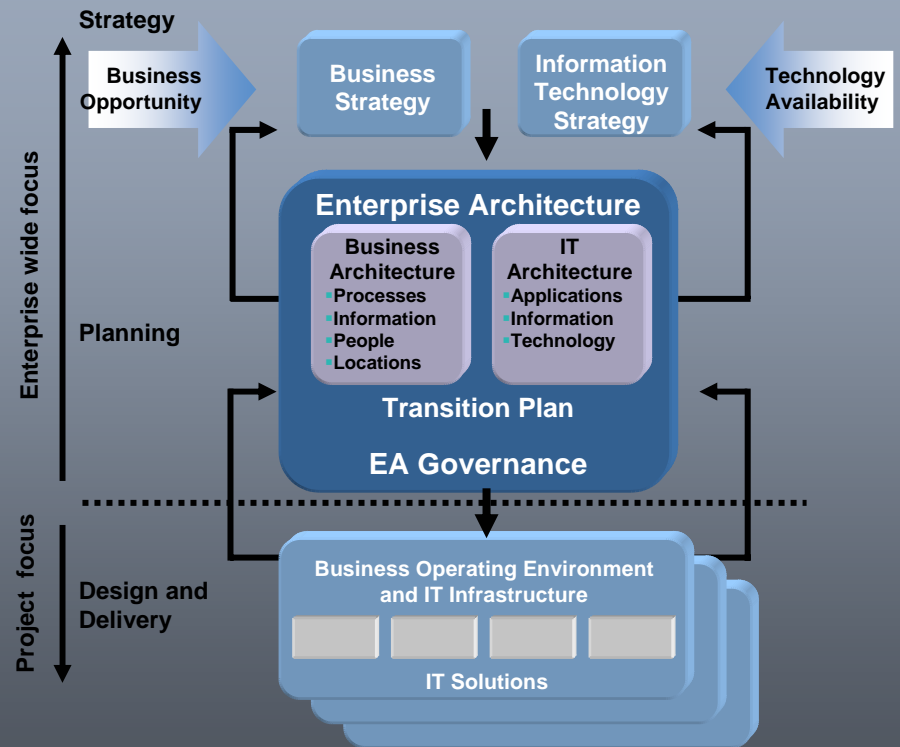 Strategy
Business
Opportunity
Business
Strategy
Information
Technology
Strategy
Technology
Availability
Enterprise wide focus
Planning
Enterprise Architecture
Business
Architecture
▪Processes
▪Information
▪People
▪Locations
IT
Architecture
▪Applications
▪Information
▪Technology
Transition Plan
EA Governance
Project focus
Design and
Delivery
Business Operating Environment
and IT Infrastructure
IT Solutions